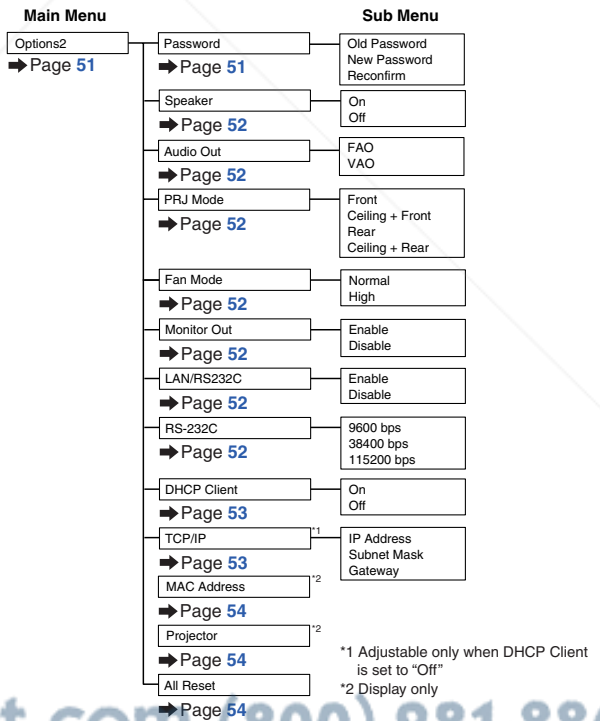 Main Menu
Sub Menu
Options2
➡Page 51
Password
➡Page 51
Old Password
New Password
Reconfirm
Speaker
➡Page 52
On
Off
Audio Out
➡Page 52
FAO
VAO
PRJ Mode
➡Page 52
Front
Ceiling + Front
Rear
Ceiling + Rear
Fan Mode
➡Page 52
Normal
High
Monitor Out
➡Page 52
Enable
Disable
LAN/RS232C
➡Page 52
Enable
Disable
RS-232C
➡Page 52
9600 bps
38400 bps
115200 bps
DHCP Client
➡Page 53
On
Off
TCP/IP *1
➡Page 53
IP Address
Subnet Mask
Gateway
MAC Address *2
➡Page 54
Projector *2
➡Page 54
All Reset
➡Page 54
*1 Adjustable only when DHCP Client
is set to “Off”
*2 Display only